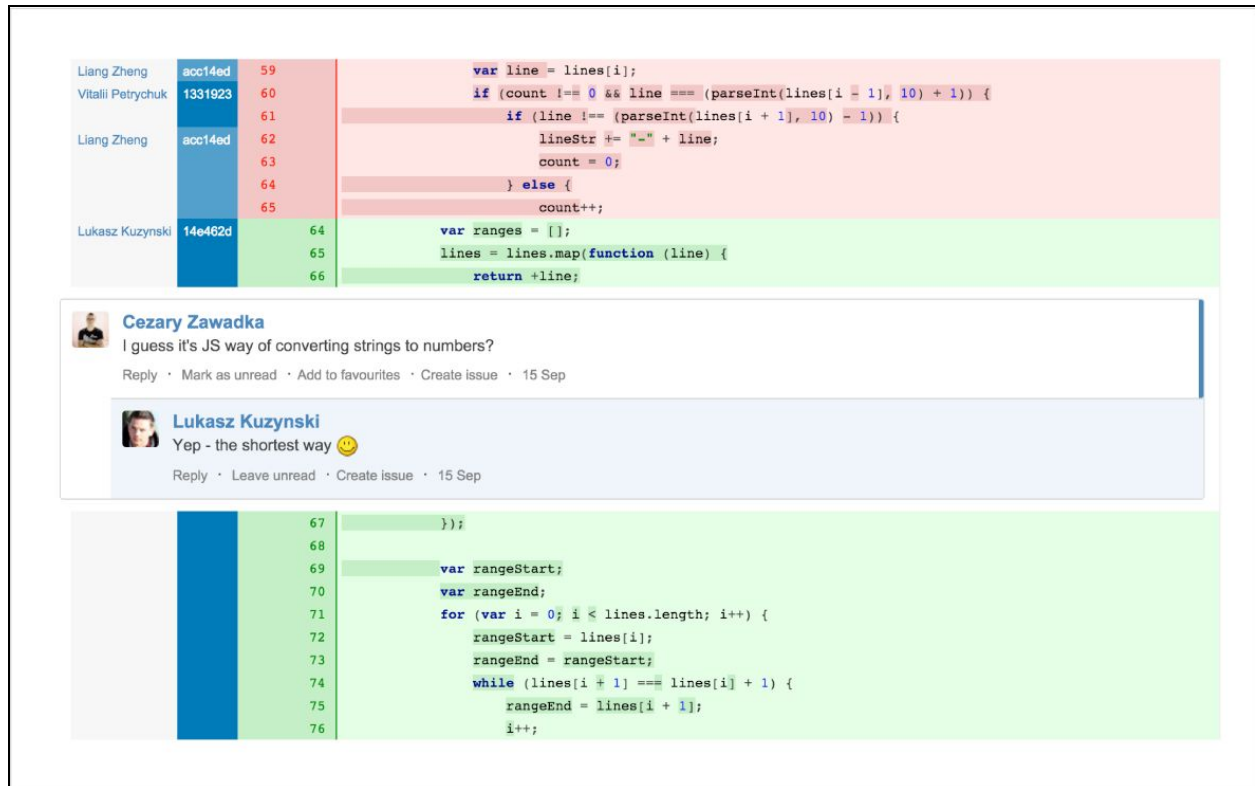 Liang Zheng acc14ed 59 var line = lines[i];
Vitalii Petrychuk 1331923 60 if (count !== 0 && line === (parseInt(lines[i - 1], 10) + 1)) {
61 if (line !== (parseInt(lines[i + 1], 10) - 1)) {
Liang Zheng acc14ed 62 lineStr += "-" + line;
63 count = 0;
64 } else {
65 count++;
Lukasz Kuzynski 14e462d 64 var ranges = [];
65 lines = lines.map(function (line) {
66 return +line;
Cezary Zawadka
I guess it's JS way of converting strings to numbers?
Reply · Mark as unread · Add to favourites · Create issue · 15 Sep
Lukasz Kuzynski
Yep - the shortest way
Reply · Leave unread · Create issue · 15 Sep
67 });
68
69 var rangeStart;
70 var rangeEnd;
71 for (var i = 0; i < lines.length; i++) {
72 rangeStart = lines[i];
73 rangeEnd = rangeStart;
74 while (lines[i + 1] === lines[i] + 1) {
75 rangeEnd = lines[i + 1];
76 i++;